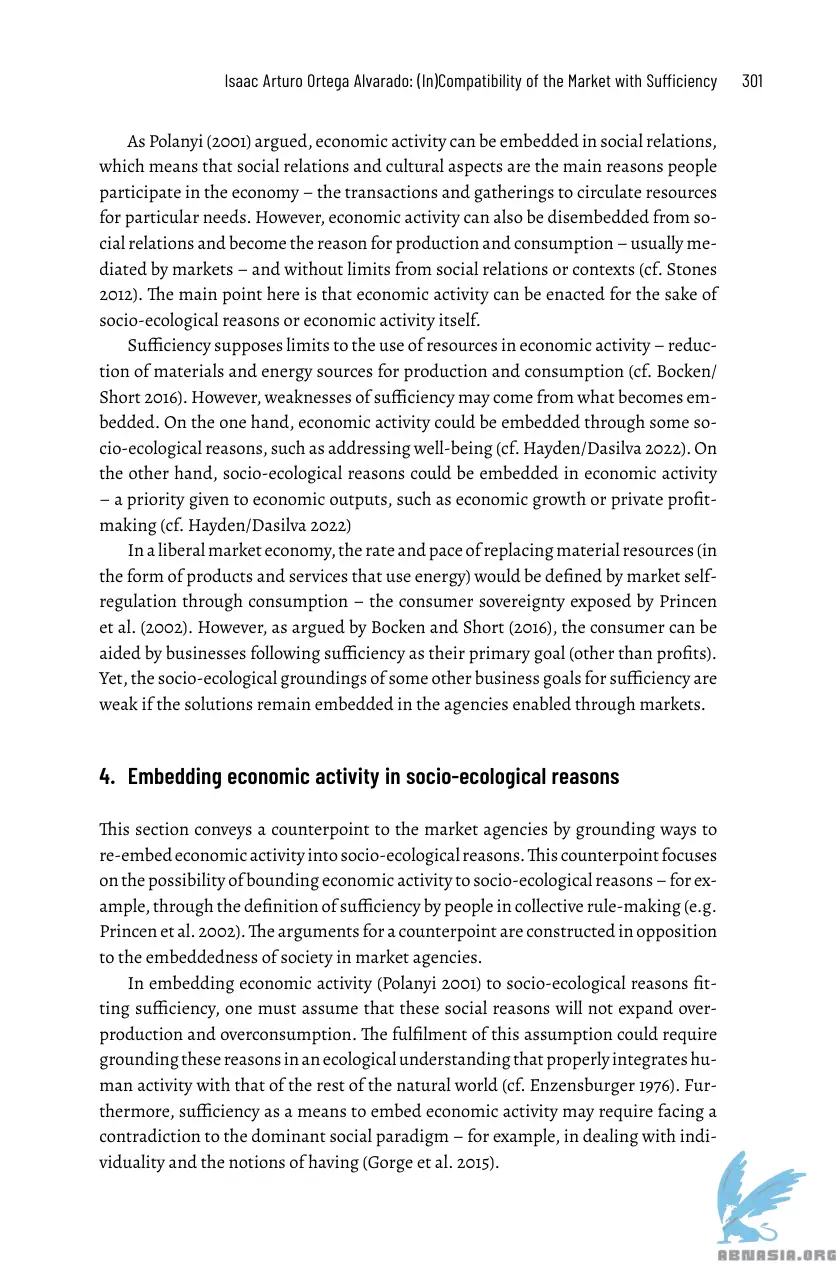 Isaac Arturo Ortega Alvarado: (In)Compatibility of the Market with Sufficiency 301
As Polanyi (2001) argued, economic activity can be embedded in social relations,
which means that social relations and cultural aspects are the main reasons people
participate in the economy – the transactions and gatherings to circulate resources
for particular needs. However, economic activity can also be disembedded from so-
cial relations and become the reason for production and consumption – usually me-
diated by markets – and without limits from social relations or contexts (cf. Stones
2012). The main point here is that economic activity can be enacted for the sake of
socio-ecological reasons or economic activity itself.
Sufficiency supposes limits to the use of resources in economic activity – reduc-
tion of materials and energy sources for production and consumption (cf. Bocken/
Short 2016). However, weaknesses of sufficiency may come from what becomes em-
bedded. On the one hand, economic activity could be embedded through some so-
cio-ecological reasons, such as addressing well-being (cf. Hayden/Dasilva 2022). On
the other hand, socio-ecological reasons could be embedded in economic activity
– a priority given to economic outputs, such as economic growth or private profit-
making (cf. Hayden/Dasilva 2022)
In a liberal market economy, the rate and pace of replacing material resources (in
the form of products and services that use energy) would be defined by market self-
regulation through consumption – the consumer sovereignty exposed by Princen
et al. (2002). However, as argued by Bocken and Short (2016), the consumer can be
aided by businesses following sufficiency as their primary goal (other than profits).
Yet, the socio-ecological groundings of some other business goals for sufficiency are
weak if the solutions remain embedded in the agencies enabled through markets.
4. Embedding economic activity in socio-ecological reasons
This section conveys a counterpoint to the market agencies by grounding ways to
re-embed economic activity into socio-ecological reasons. This counterpoint focuses
on the possibility of bounding economic activity to socio-ecological reasons – for ex-
ample, through the definition of sufficiency by people in collective rule-making (e.g.
Princen et al. 2002). The arguments for a counterpoint are constructed in opposition
to the embeddedness of society in market agencies.
In embedding economic activity (Polanyi 2001) to socio-ecological reasons fit-
ting sufficiency, one must assume that these social reasons will not expand over-
production and overconsumption. The fulfilment of this assumption could require
grounding these reasons in an ecological understanding that properly integrates hu-
man activity with that of the rest of the natural world (cf. Enzensburger 1976). Fur-
thermore, sufficiency as a means to embed economic activity may require facing a
contradiction to the dominant social paradigm – for example, in dealing with indi-
viduality and the notions of having (Gorge et al. 2015).
ABNASIA.ORG